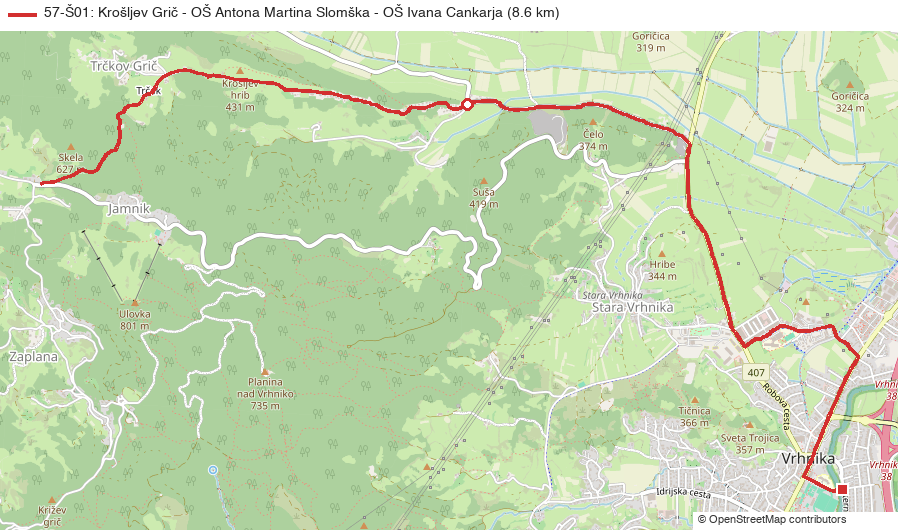 57-Š01: Krošljev Grič - OŠ Antona Martina Slomška - OŠ Ivana Cankarja (8.6 km)
Goričica
319 m
Trčkov Grič
Krošljev
hrib
431 m
Goričica
324 m
Čelo
374 m
Skela
Suša
419 m
Jamnik
Hribe
344 m
Stara Vrhnika
Stara Vrhnika
Ulovka
801 m
Zaplana
Planina
nad Vrhniko
735 m
407
Robova cesta
Tičnica
366 m
Sveta Trojica
357 m
Vrhnika
Idrijska cesta
Križev
grič
© OpenStreetMap contributors